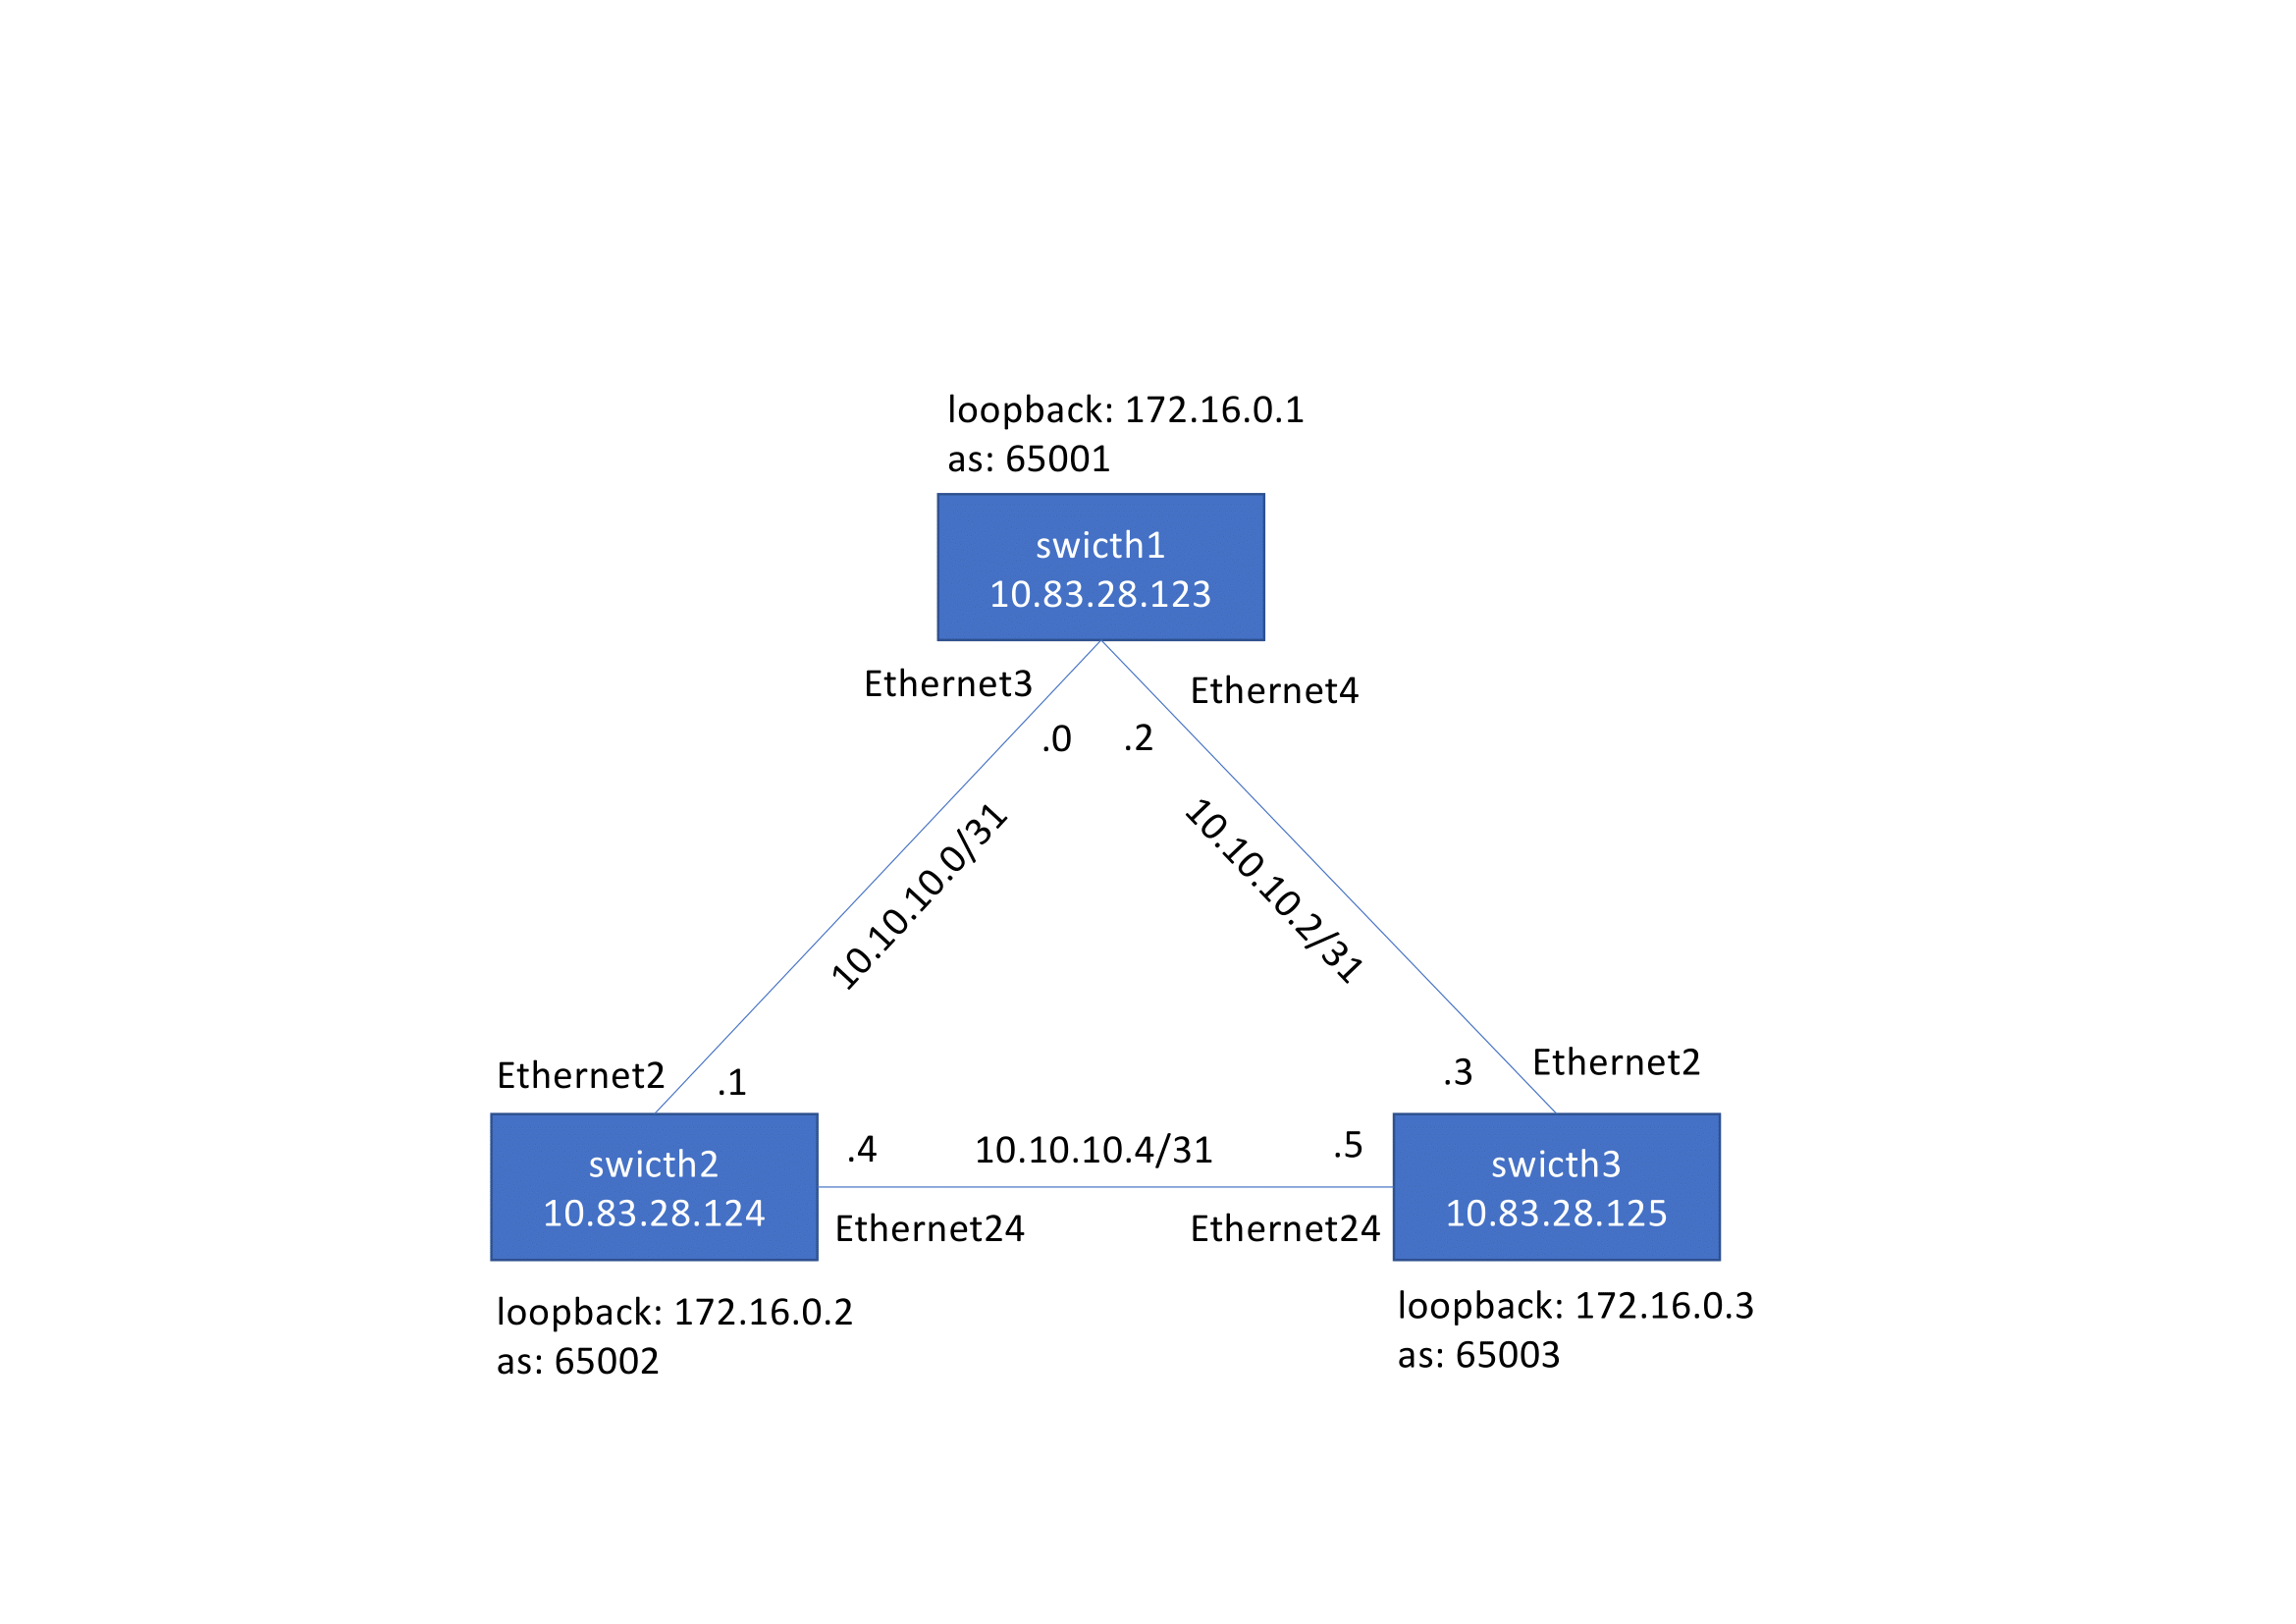 loopback: 172.16.0.1
as: 65001
swicth1
10.83.28.123
Ethernet3
Ethernet4
.0
.2
10.10.10.0/31
10.10.10.2/31
Ethernet2
.1
.3
Ethernet2
swicth2
10.83.28.124
.4
10.10.10.4/31
.5
Ethernet24
Ethernet24
swicth3
10.83.28.125
loopback: 172.16.0.2
as: 65002
loopback: 172.16.0.3
as: 65003